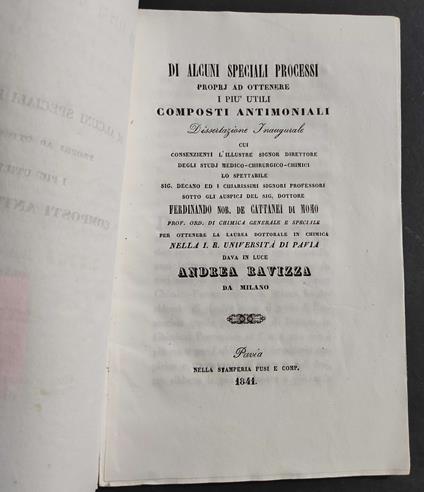 DI ALCUNI SPECIALI PROCESSI
PROPRJ AD OTTENERE
I PIU' UTILI
COMPOSTI ANTIMONIALI
Dissertazione Inaugurale
CUI
CONSENZIENTI L'ILLUSTRE SIGNOR DIRETTORE
DEGLI STUDJ MEDICO-CHIRURGICO-CHIMICI
LO SPETTABILE
SIG. DECANO ED I CHIARISSIMI SIGNORI PROFESSORI
SOTTO GLI AUSPICJ DEL SIG. DOTTORE
FERDINANDO NOB. DE CATTANEI DI MOMO
PROF. ORD. DI CHIMICA GENERALE E SPECIALE
PER OTTENERE LA LAUREA DOTTORALE IN CHIMICA
NELLA I. R. UNIVERSITÀ DI PAVIA
DAVA IN LUCE
ANDREA RAVIZZA
DA MILANO
Pavia
NELLA STAMPERIA FUSI E COMP.
1841.